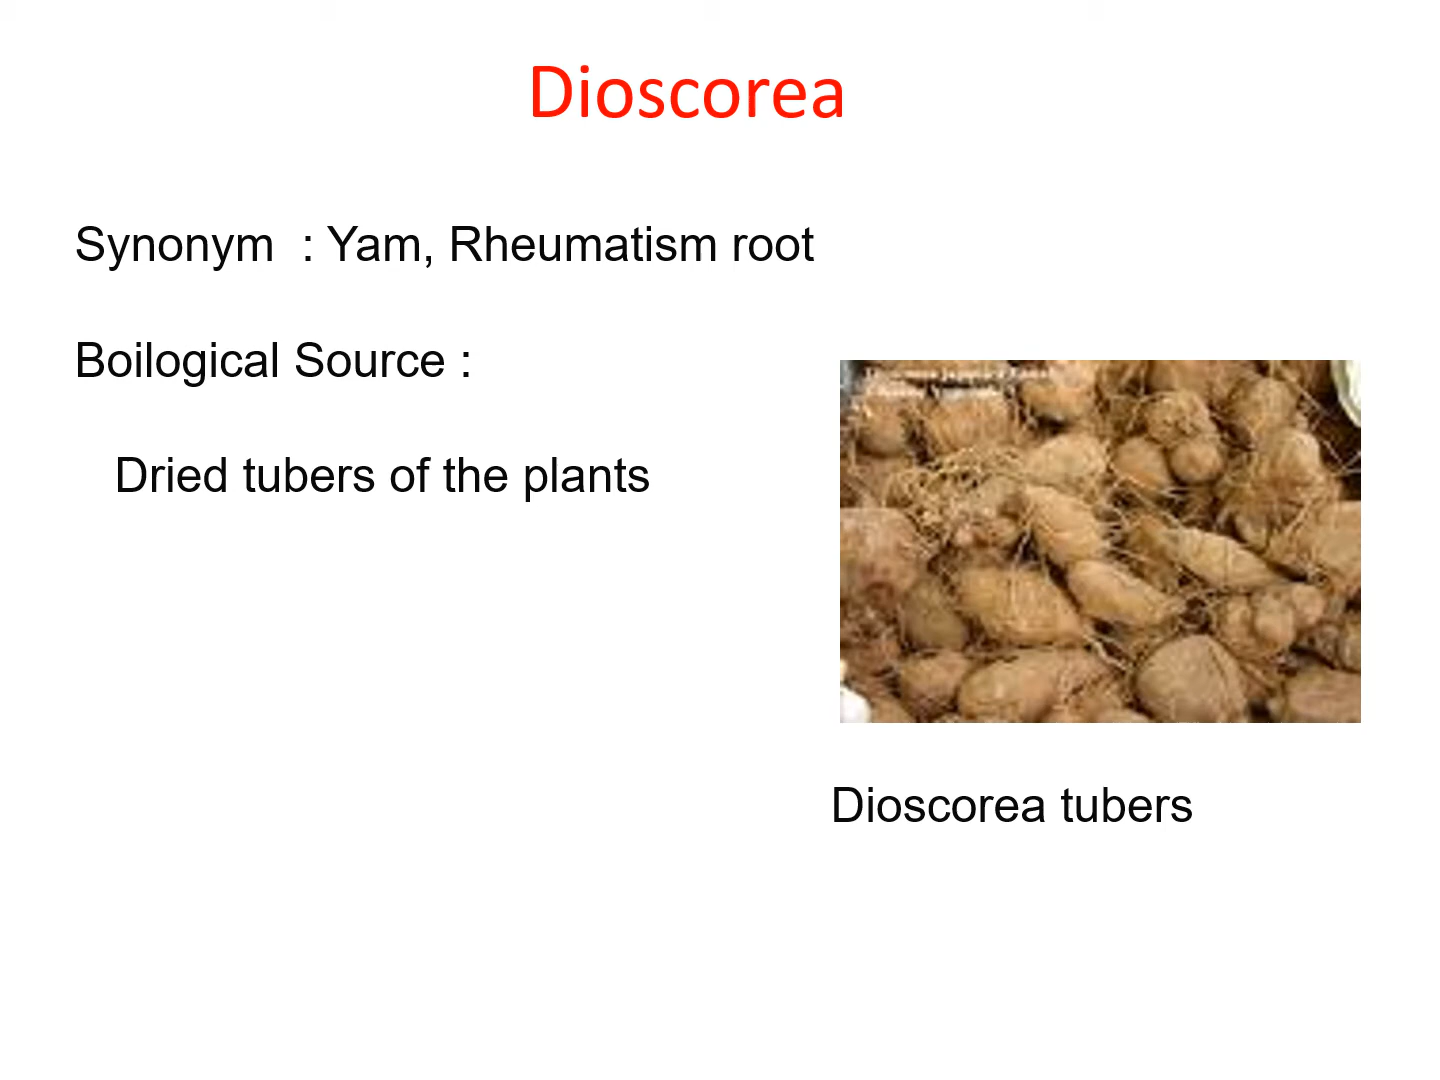 Dioscorea
Synonym : Yam, Rheumatism root
Boilogical Source :
Dried tubers of the plants
Dioscorea tubers